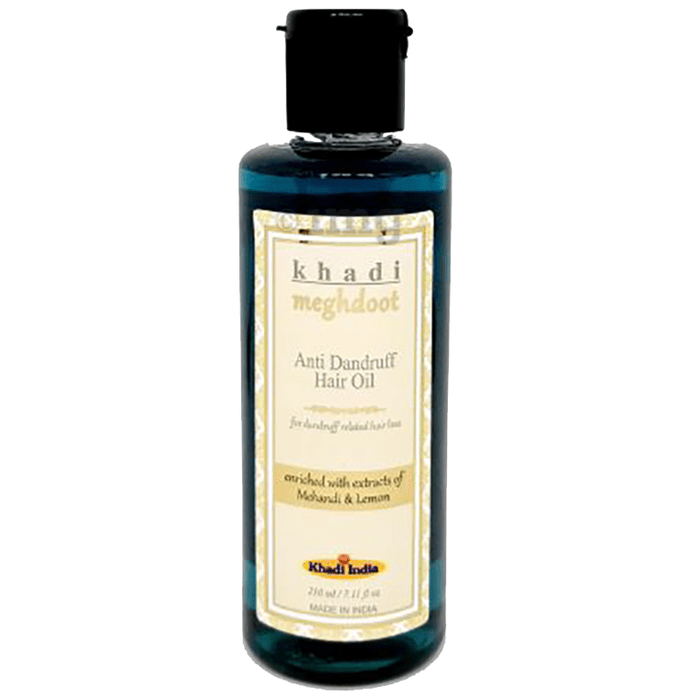 khadi
meghdoot
Anti Dandruff
Hair Oil
for dandruff related hair loss
enriched with extracts of
Mehandi & Lemon
Khadi India
210 ml / 7.11 fl oz
MADE IN INDIA